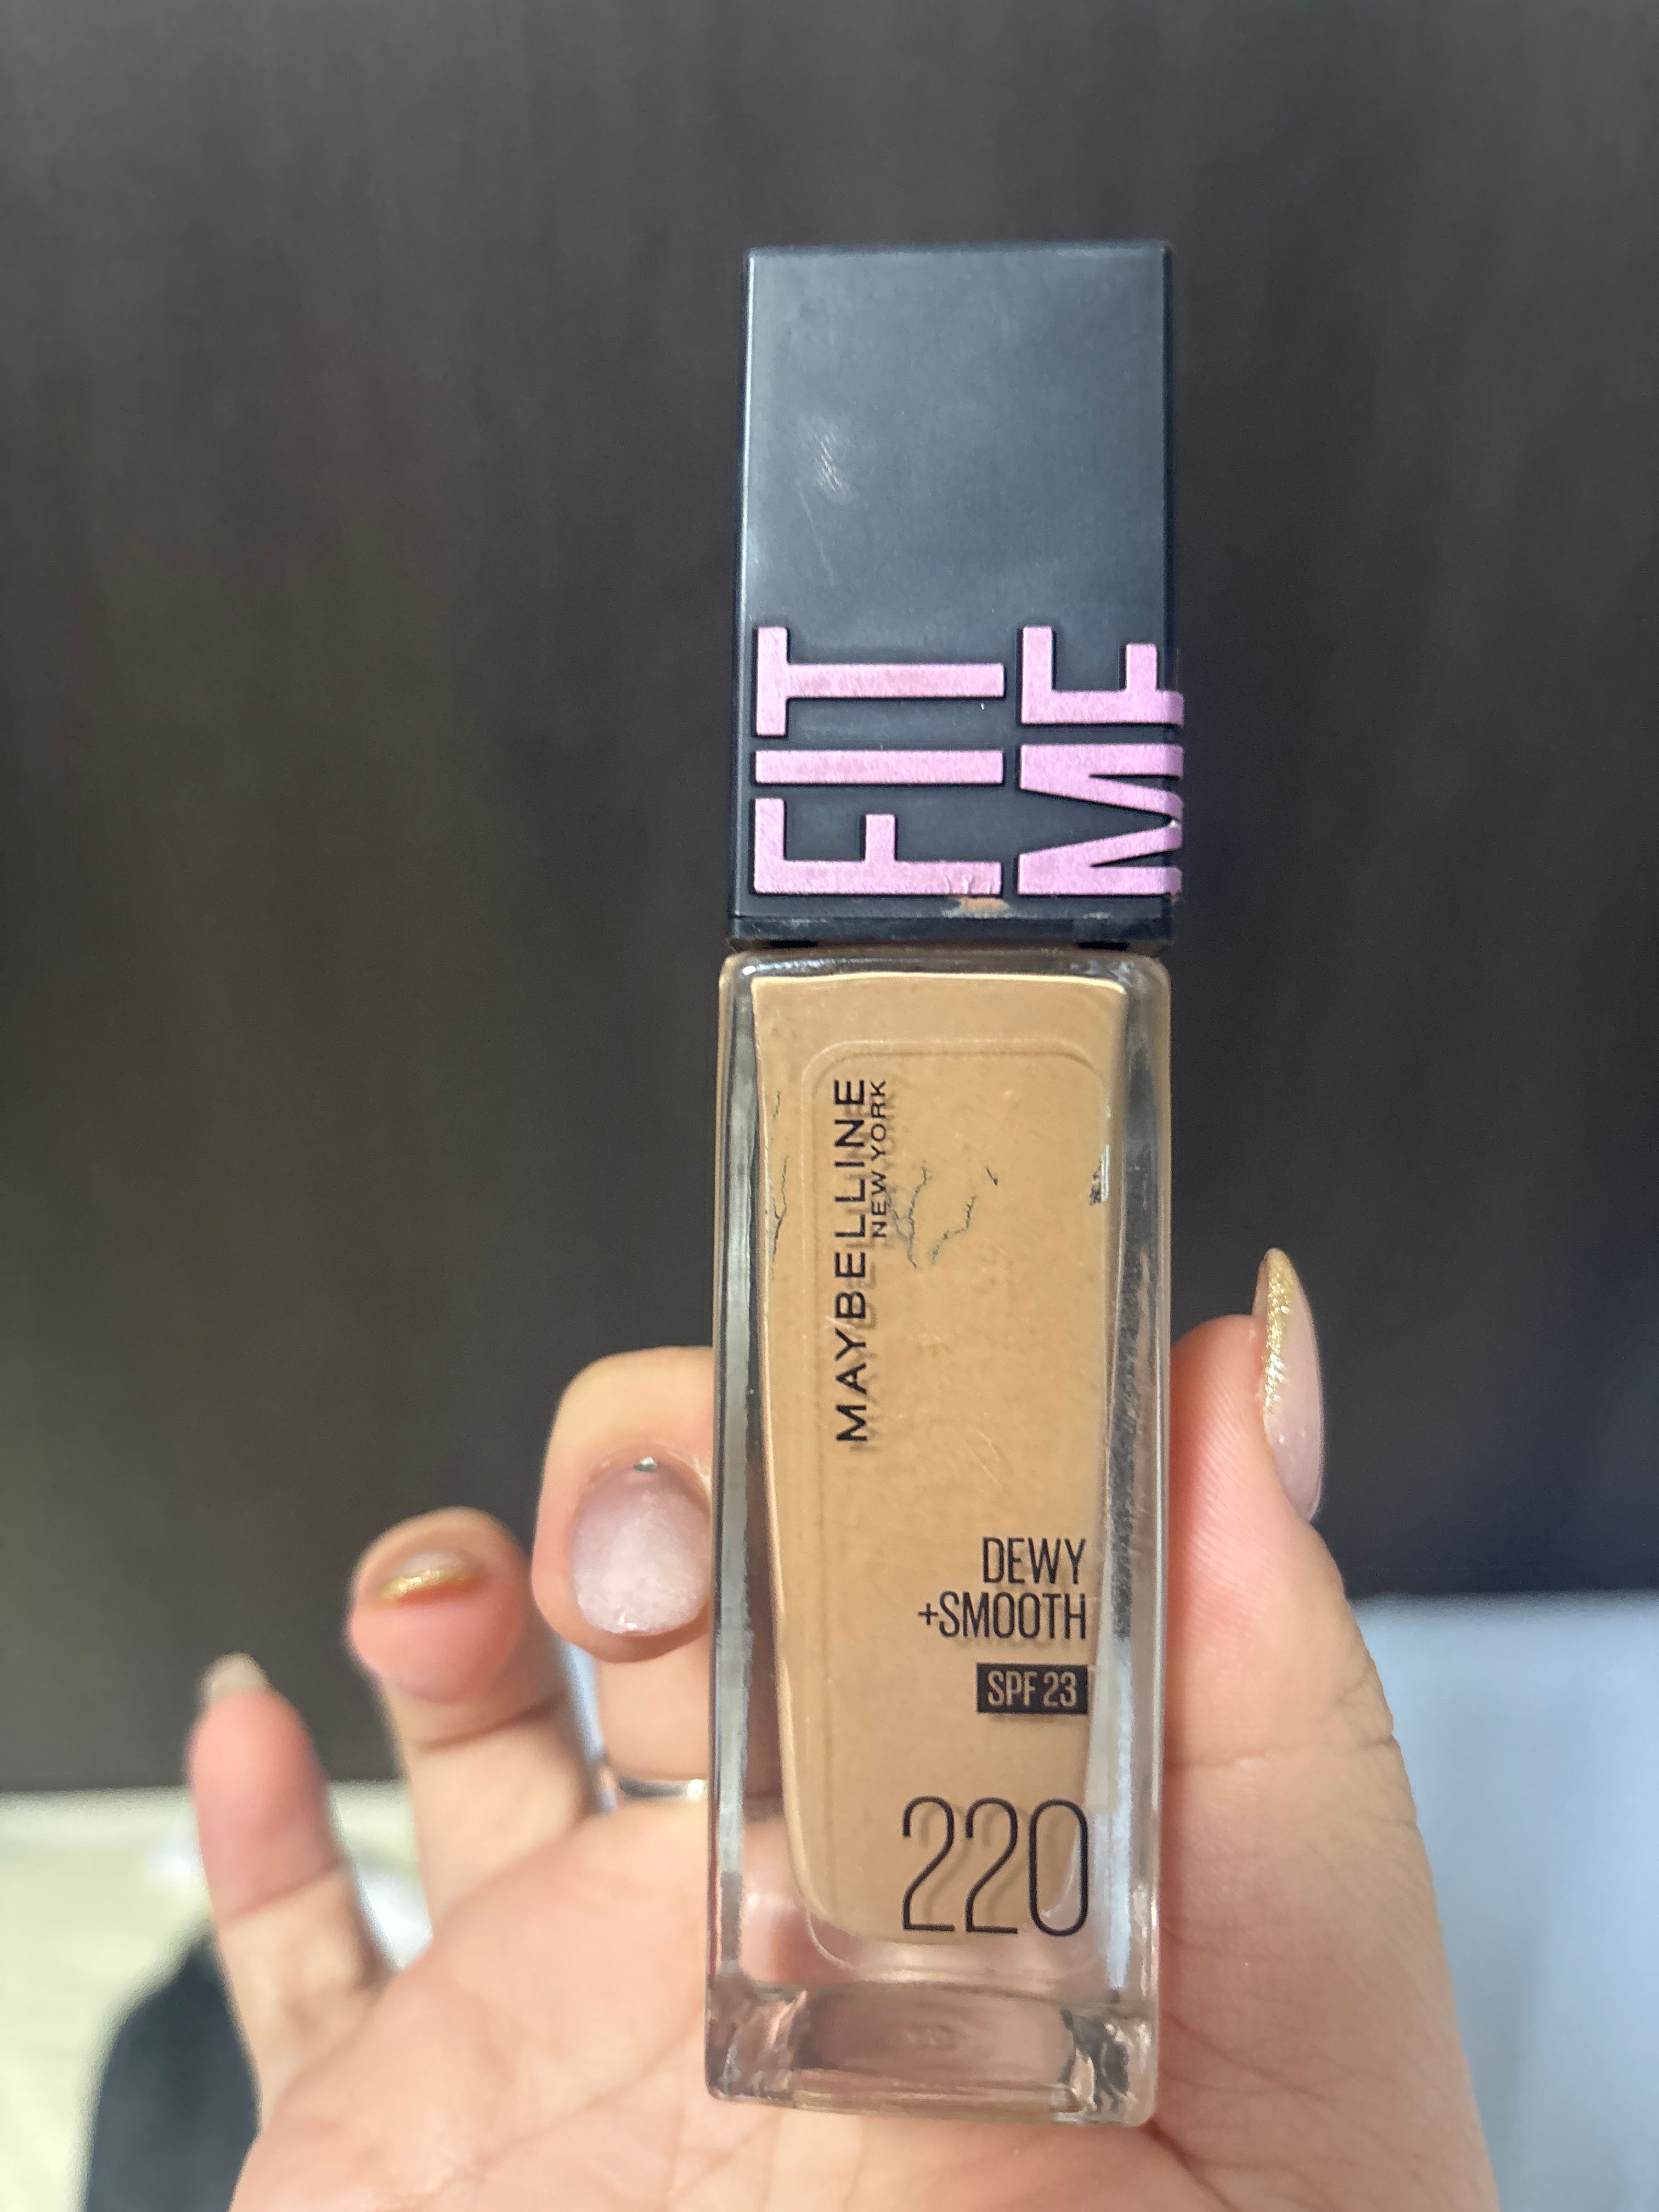 FIT
ME
MAYBELLINE
NEW YORK
DEWY
+SMOOTH
SPF 23
220